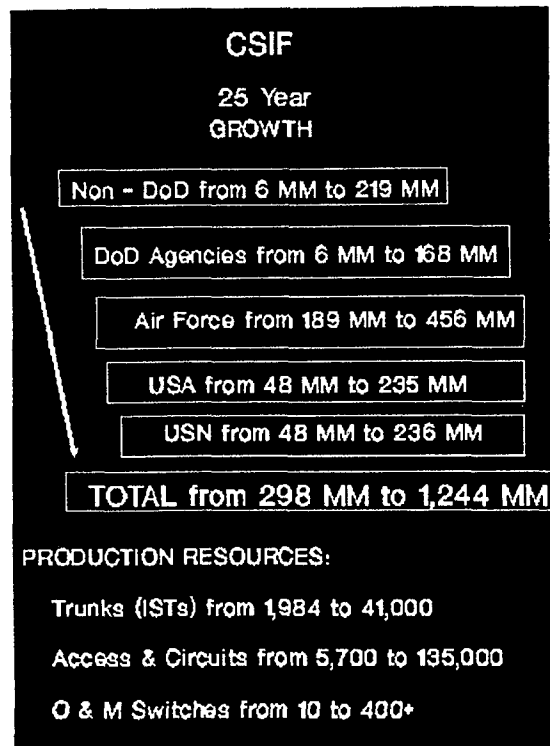 CSIF
25 Year
GROWTH
Non - DoD from 6 MM to 219 MM
DoD Agencies from 6 MM to 168 MM
Air Force from 189 MM to 456 MM
USA from 48 MM to 235 MM
USN from 48 MM to 236 MM
TOTAL from 298 MM to 1,244 MM
PRODUCTION RESOURCES:
Trunks (ISTs) from 1,984 to 41,000
Access & Circuits from 5,700 to 135,000
O & M Switches from 10 to 400+